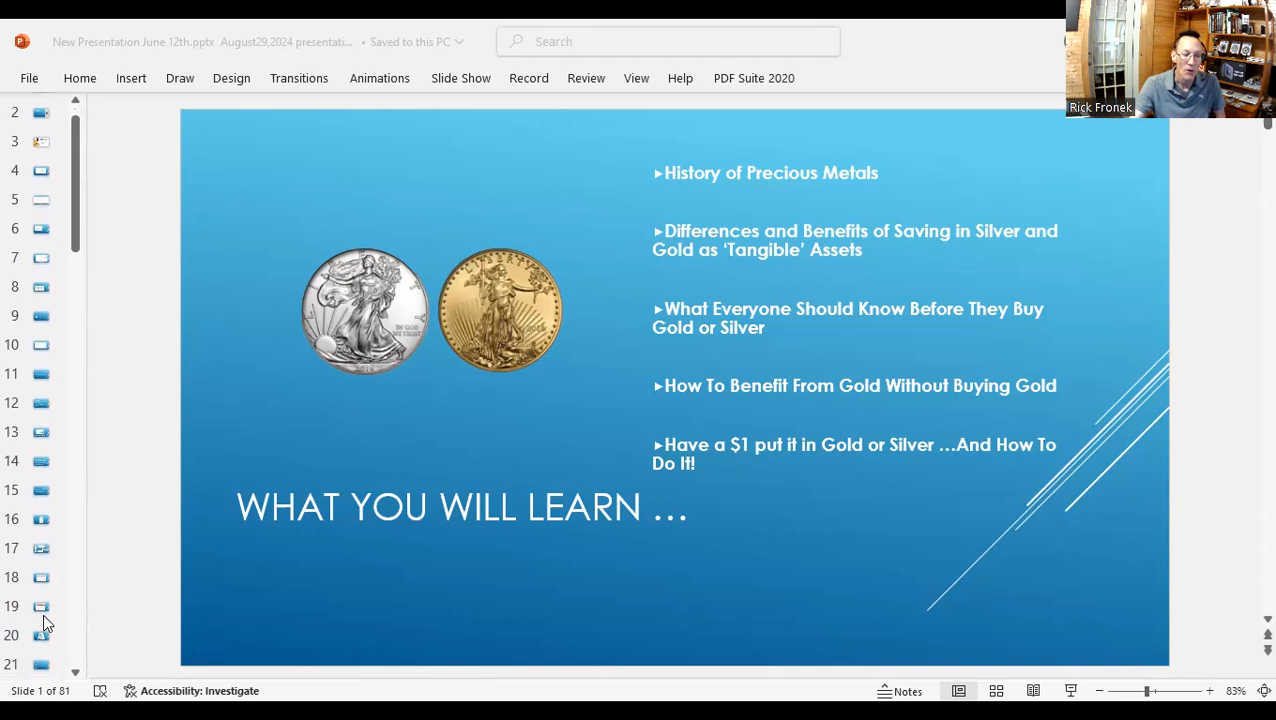 New Presentation June 12th.pptx August29,2024 presentati... • Saved to this PC
Search
File Home Insert Draw Design Transitions Animations Slide Show Record Review View Help PDF Suite 2020
Rick Fronek
2
3
4
5
6
7
8
9
10
11
12
13
14
15
16
17
18
19
20
21
▸History of Precious Metals
▸Differences and Benefits of Saving in Silver and
Gold as ‘Tangible’ Assets
▸What Everyone Should Know Before They Buy
Gold or Silver
▸How To Benefit From Gold Without Buying Gold
▸Have a $1 put it in Gold or Silver …And How To
Do It!
LIBERTY
IN GOD
WE TRUST
WHAT YOU WILL LEARN …
Slide 1 of 81 Accessibility: Investigate Notes 83%